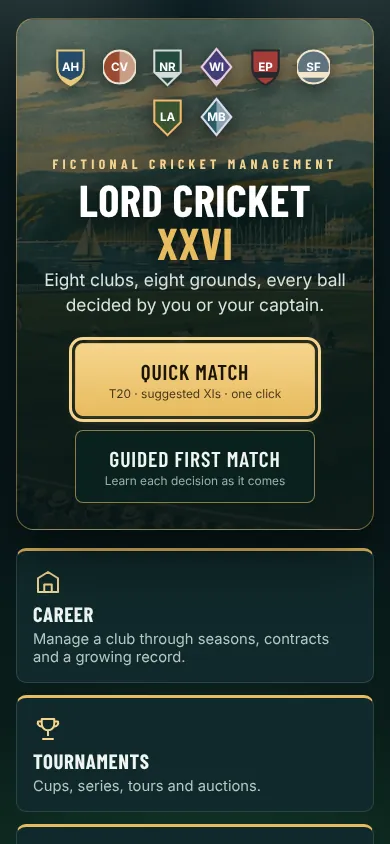 AH CV NR WI EP SF
LA MB
FICTIONAL CRICKET MANAGEMENT
LORD CRICKET
XXVI
Eight clubs, eight grounds, every ball
decided by you or your captain.
QUICK MATCH
T20 · suggested XIs · one click
GUIDED FIRST MATCH
Learn each decision as it comes
CAREER
Manage a club through seasons, contracts
and a growing record.
TOURNAMENTS
Cups, series, tours and auctions.